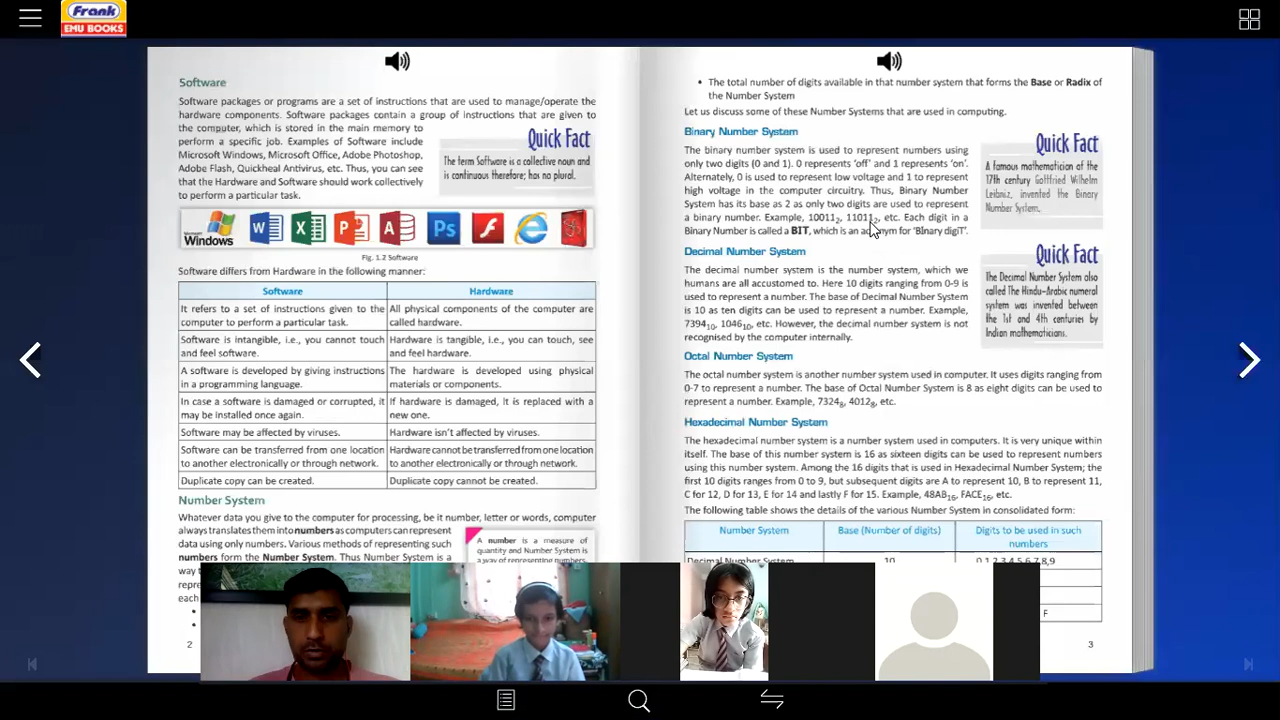 Frank
EMU BOOKS
Software
Software packages or programs are a set of instructions that are used to manage/operate the
hardware components. Software packages contain a group of instructions that are given to
the computer, which is stored in the main memory to
perform a specific job. Examples of Software include
Microsoft Windows, Microsoft Office, Adobe Photoshop,
Adobe Flash, Quickheal Antivirus, etc. Thus, you can see
that the Hardware and Software should work collectively
to perform a particular task.
Quick Fact
The term Software is a collective noun and
is continuous therefore; has no plural.
Windows
Fig. 1.2 Software
Software differs from Hardware in the following manner:
Software Hardware
It refers to a set of instructions given to the All physical components of the computer are
computer to perform a particular task. called hardware.
Software is intangible, i.e., you cannot touch Hardware is tangible, i.e., you can touch, see
and feel software. and feel hardware.
A software is developed by giving instructions The hardware is developed using physical
in a programming language. materials or components.
In case a software is damaged or corrupted, it If hardware is damaged, it is replaced with a
may be installed once again. new one.
Software may be affected by viruses. Hardware isn't affected by viruses.
Software can be transferred from one location Hardware cannot be transferred from one location
to another electronically or through network. to another electronically or through network.
Duplicate copy can be created. Duplicate copy cannot be created.
Number System
Whatever data you give to the computer for processing, be it number, letter or words, computer
always translates them into numbers as computers can represent
data using only numbers. Various methods of representing such
numbers form the Number System. Thus Number System is a
A number is a measure of
quantity and Number System is
a way of representing numbers.
2
• The total number of digits available in that number system that forms the Base or Radix of
the Number System
Let us discuss some of these Number Systems that are used in computing.
Binary Number System
The binary number system is used to represent numbers using
only two digits (0 and 1). 0 represents 'off' and 1 represents 'on'.
Alternately, 0 is used to represent low voltage and 1 to represent
high voltage in the computer circuitry. Thus, Binary Number
System has its base as 2 as only two digits are used to represent
a binary number. Example, 10011₂, 11011₂, etc. Each digit in a
Binary Number is called a BIT, which is an acronym for 'BInary digiT'.
Quick Fact
A famous mathematician of the
17th century Gottfried Wilhelm
Leibniz, invented the Binary
Number System.
Decimal Number System
The decimal number system is the number system, which we
humans are all accustomed to. Here 10 digits ranging from 0-9 is
used to represent a number. The base of Decimal Number System
is 10 as ten digits can be used to represent a number. Example,
7394₁₀, 1046₁₀, etc. However, the decimal number system is not
recognised by the computer internally.
Quick Fact
The Decimal Number System also
called The Hindu-Arabic numeral
system was invented between
the 1st and 4th centuries by
Indian mathematicians.
Octal Number System
The octal number system is another number system used in computer. It uses digits ranging from
0-7 to represent a number. The base of Octal Number System is 8 as eight digits can be used to
represent a number. Example, 7324₈, 4012₈, etc.
Hexadecimal Number System
The hexadecimal number system is a number system used in computers. It is very unique within
itself. The base of this number system is 16 as sixteen digits can be used to represent numbers
using this number system. Among the 16 digits that is used in Hexadecimal Number System; the
first 10 digits ranges from 0 to 9, but subsequent digits are A to represent 10, B to represent 11,
C for 12, D for 13, E for 14 and lastly F for 15. Example, 48AB₁₆, FACE₁₆, etc.
The following table shows the details of the various Number System in consolidated form:
Number System Base (Number of digits) Digits to be used in such
numbers
Decimal Number System 10 0,1,2,3,4,5,6,7,8,9
F
3